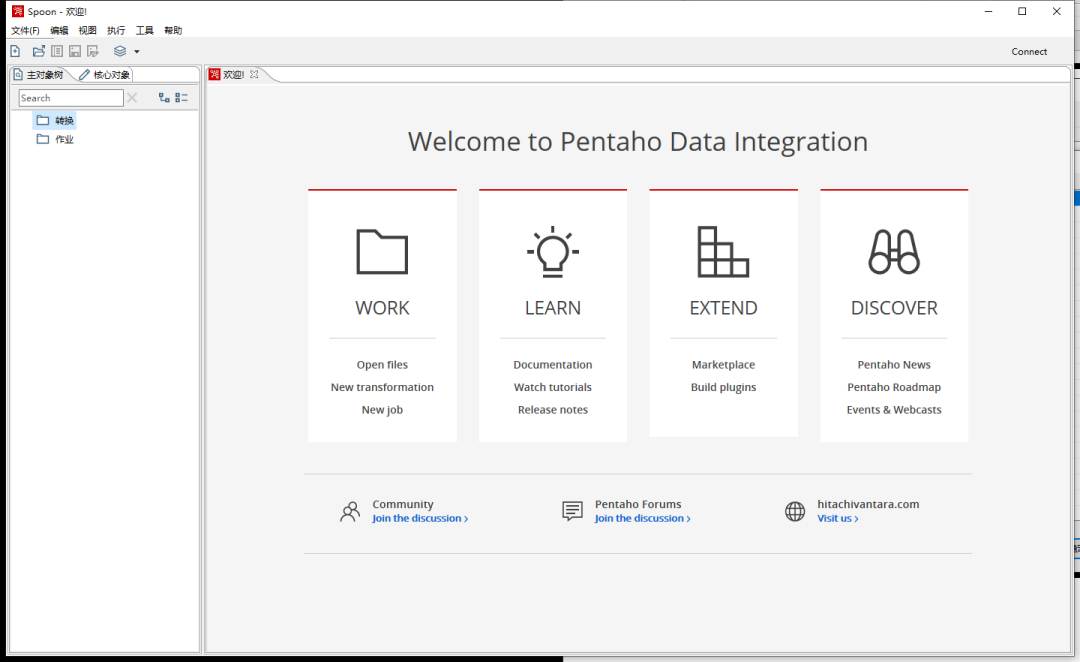 Spoon - 欢迎!
文件(F) 编辑 视图 执行 工具 帮助
Connect
主对象树 核心对象 欢迎!
Search
转换
作业
Welcome to Pentaho Data Integration
WORK LEARN EXTEND DISCOVER
Open files Documentation Marketplace Pentaho News
New transformation Watch tutorials Build plugins Pentaho Roadmap
New job Release notes Events & Webcasts
Community Pentaho Forums hitachivantara.com
Join the discussion › Join the discussion › Visit us ›